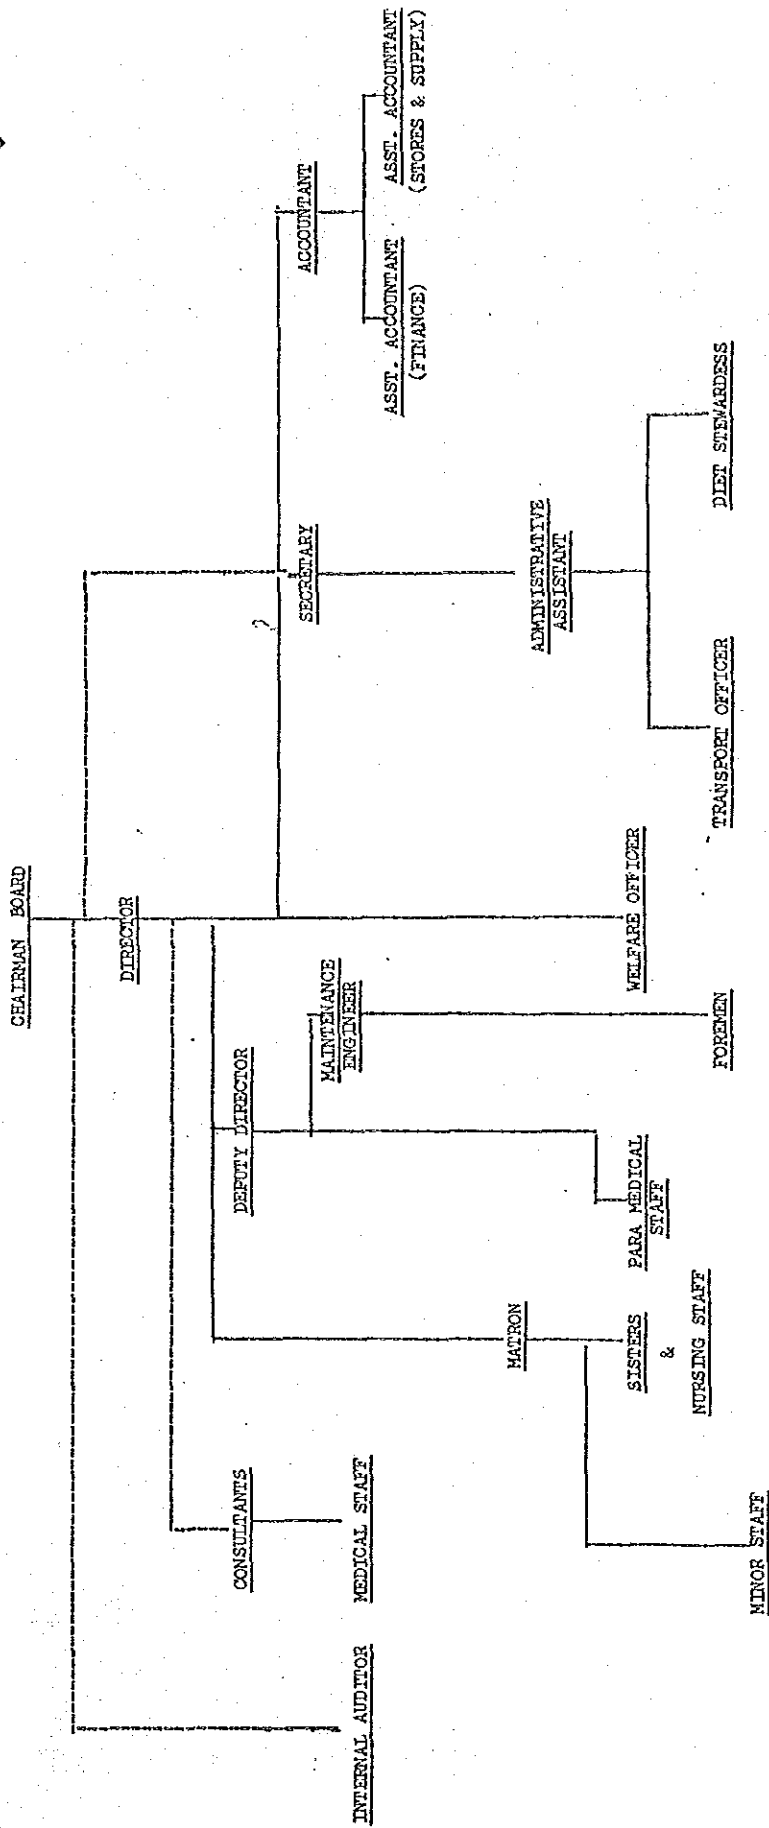 CHAIRMAN BOARD
DIRECTOR
INTERNAL AUDITOR
CONSULTANTS
MEDICAL STAFF
DEPUTY DIRECTOR
MAINTENANCE
ENGINEER
SECRETARY
ACCOUNTANT
ASST. ACCOUNTANT
(FINANCE)
ASST. ACCOUNTANT
(STORES & SUPPLY)
MATRON
ADMINISTRATIVE
ASSISTANT
SISTERS
&
NURSING STAFF
PARA MEDICAL
STAFF
WELFARE OFFICER
MINOR STAFF
FOREMEN
TRANSPORT OFFICER
DIET STEWARDESS